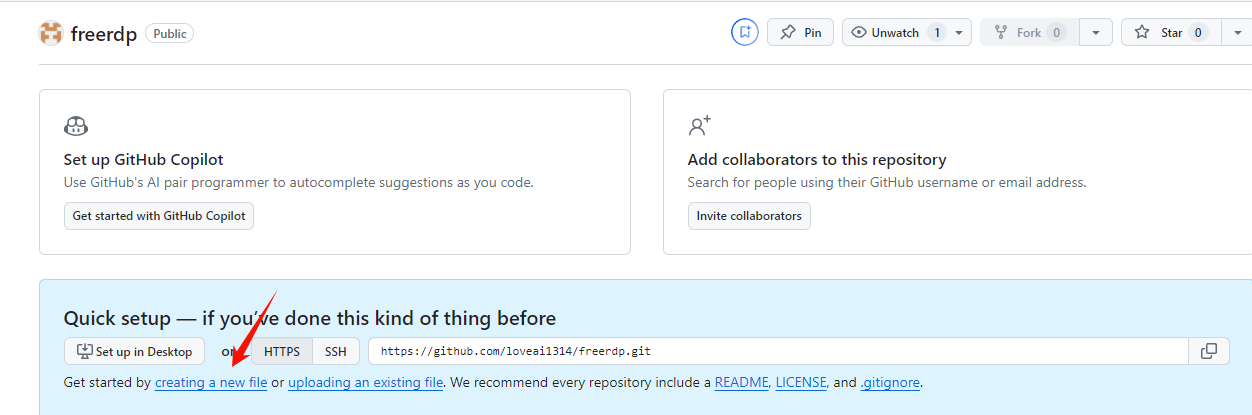 freerdp Public Pin Unwatch 1 Fork 0 Star 0
Set up GitHub Copilot
Use GitHub's AI pair programmer to autocomplete suggestions as you code.
Get started with GitHub Copilot
Add collaborators to this repository
Search for people using their GitHub username or email address.
Invite collaborators
Quick setup — if you've done this kind of thing before
Set up in Desktop or HTTPS SSH https://github.com/loveai1314/freerdp.git
Get started by creating a new file or uploading an existing file. We recommend every repository include a README, LICENSE, and .gitignore.